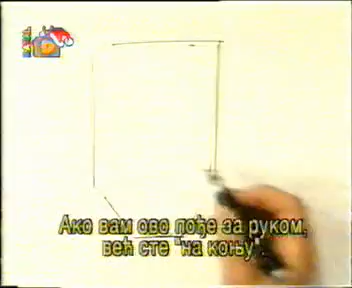 Ако вам ово пође за руком,
већ сте "на коњу".